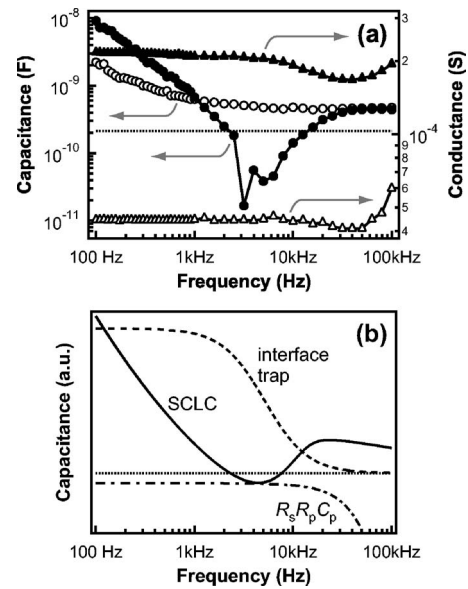 (a)
Capacitance (F)
10⁻⁸
10⁻⁹
10⁻¹⁰
10⁻¹¹
3
2
10⁻⁴
9
8
7
6
5
4
Conductance (S)
100 Hz 1kHz 10kHz 100kHz
Frequency (Hz)
(b)
Capacitance (a.u.)
SCLC
interface
trap
RₛRₚCₚ
100 Hz 1kHz 10kHz 100kHz
Frequency (Hz)